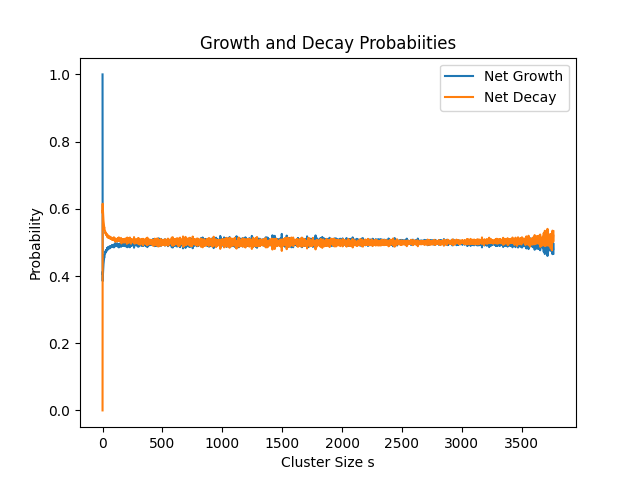 Growth and Decay Probabiities
Net Growth
Net Decay
1.0
0.8
0.6
0.4
0.2
0.0
Probability
0 500 1000 1500 2000 2500 3000 3500
Cluster Size s